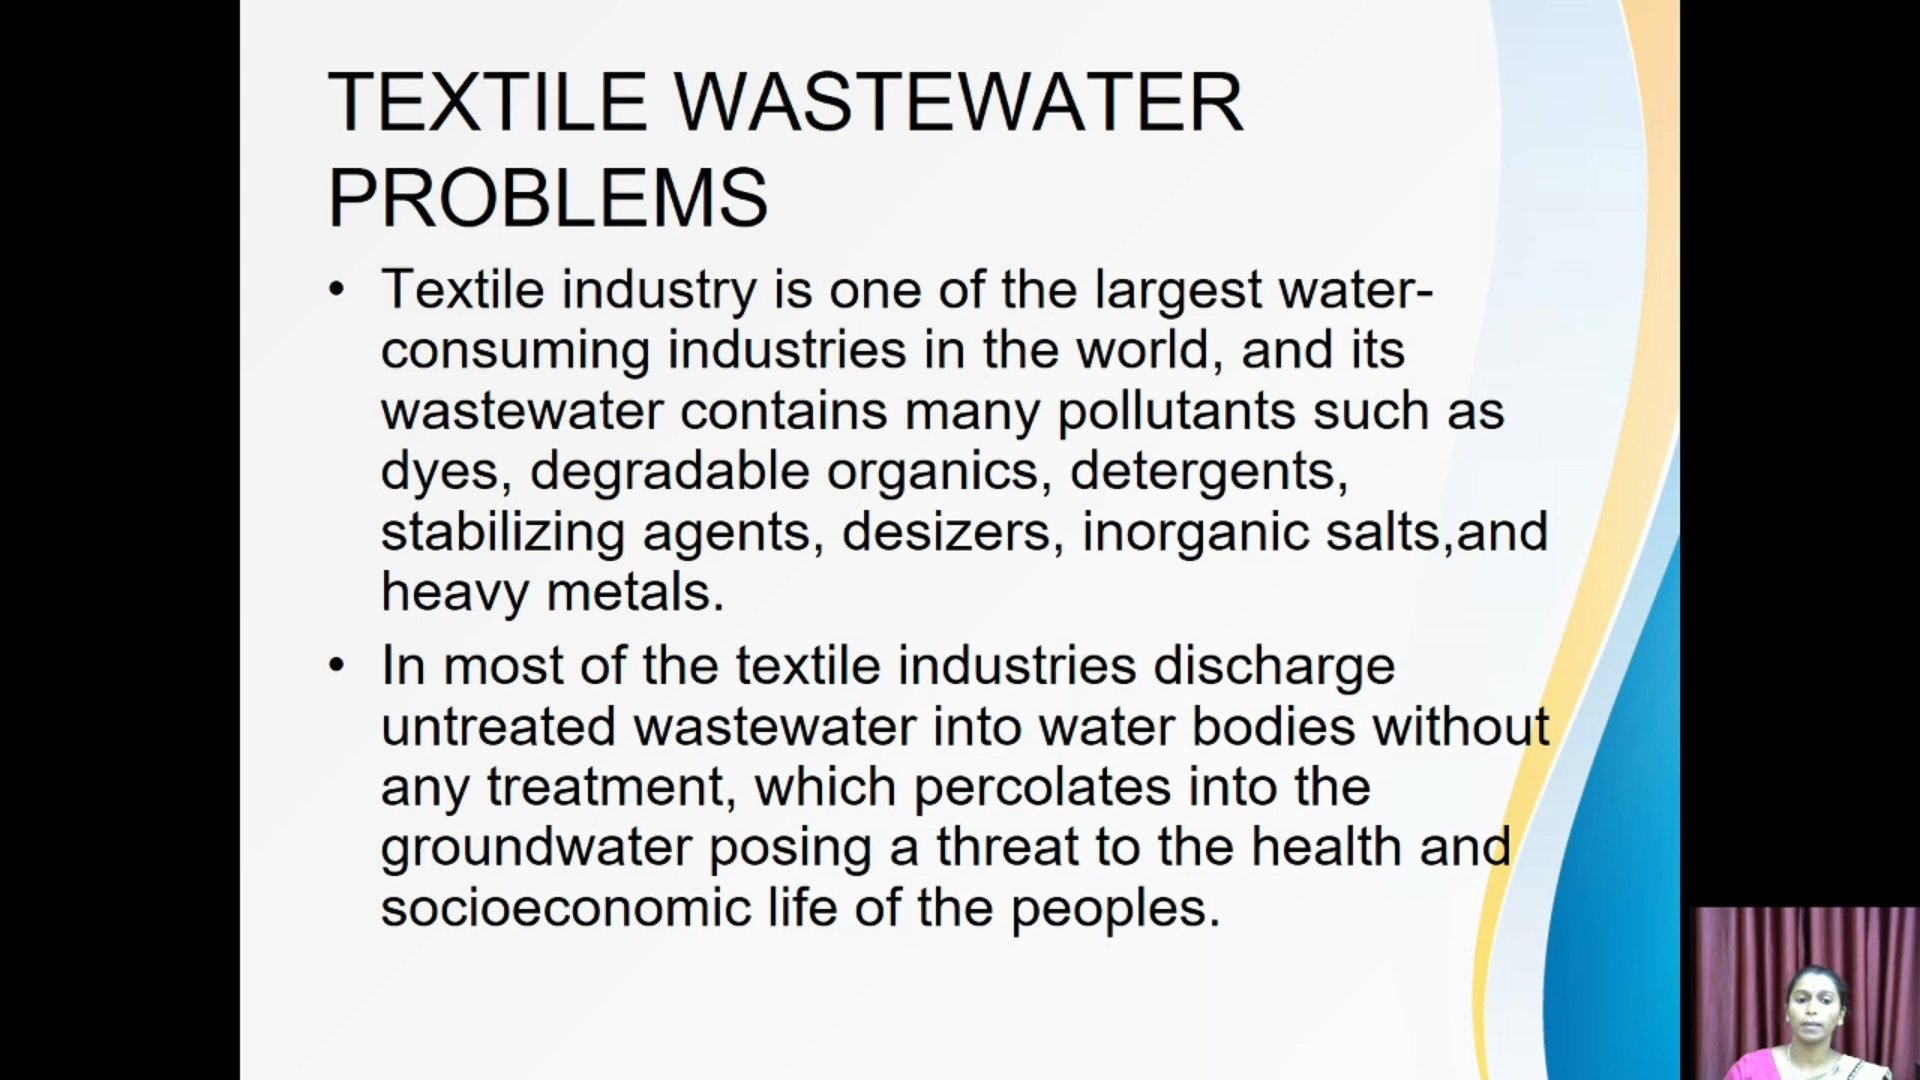 TEXTILE WASTEWATER
PROBLEMS
• Textile industry is one of the largest water-
consuming industries in the world, and its
wastewater contains many pollutants such as
dyes, degradable organics, detergents,
stabilizing agents, desizers, inorganic salts,and
heavy metals.
• In most of the textile industries discharge
untreated wastewater into water bodies without
any treatment, which percolates into the
groundwater posing a threat to the health and
socioeconomic life of the peoples.